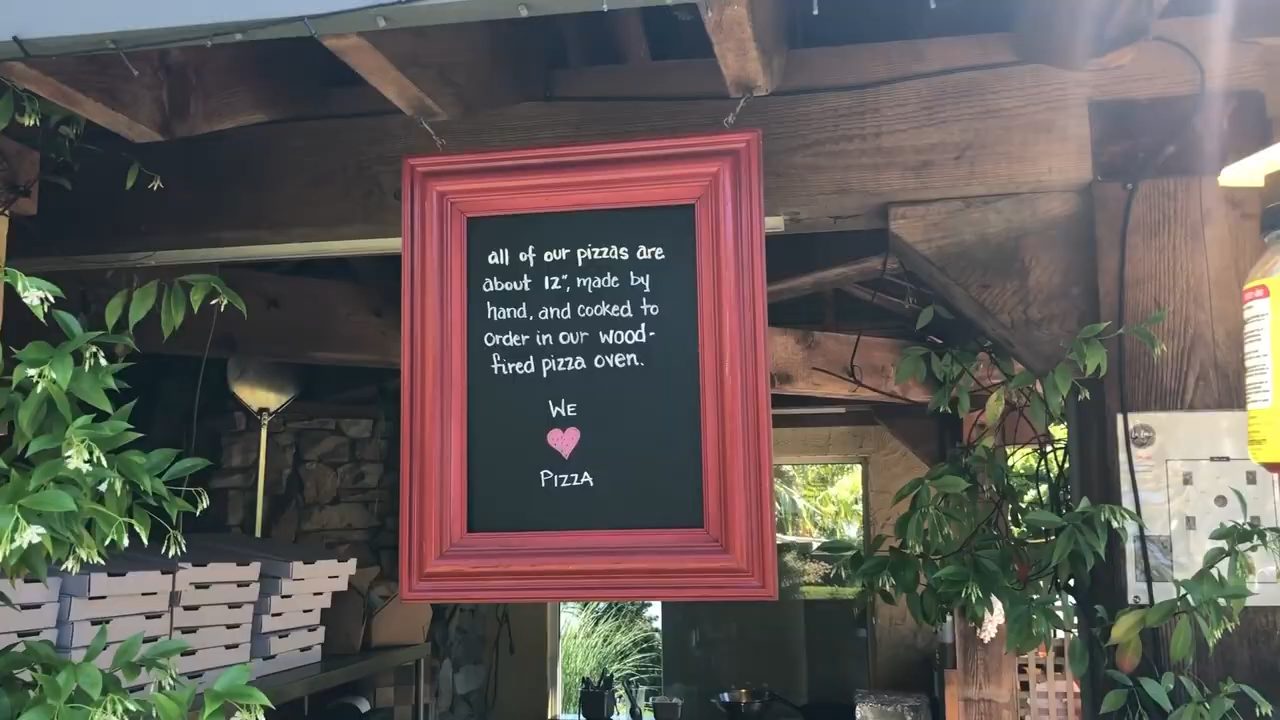 all of our pizzas are
about 12", made by
hand, and cooked to
order in our wood-
fired pizza oven.
WE
PIZZA